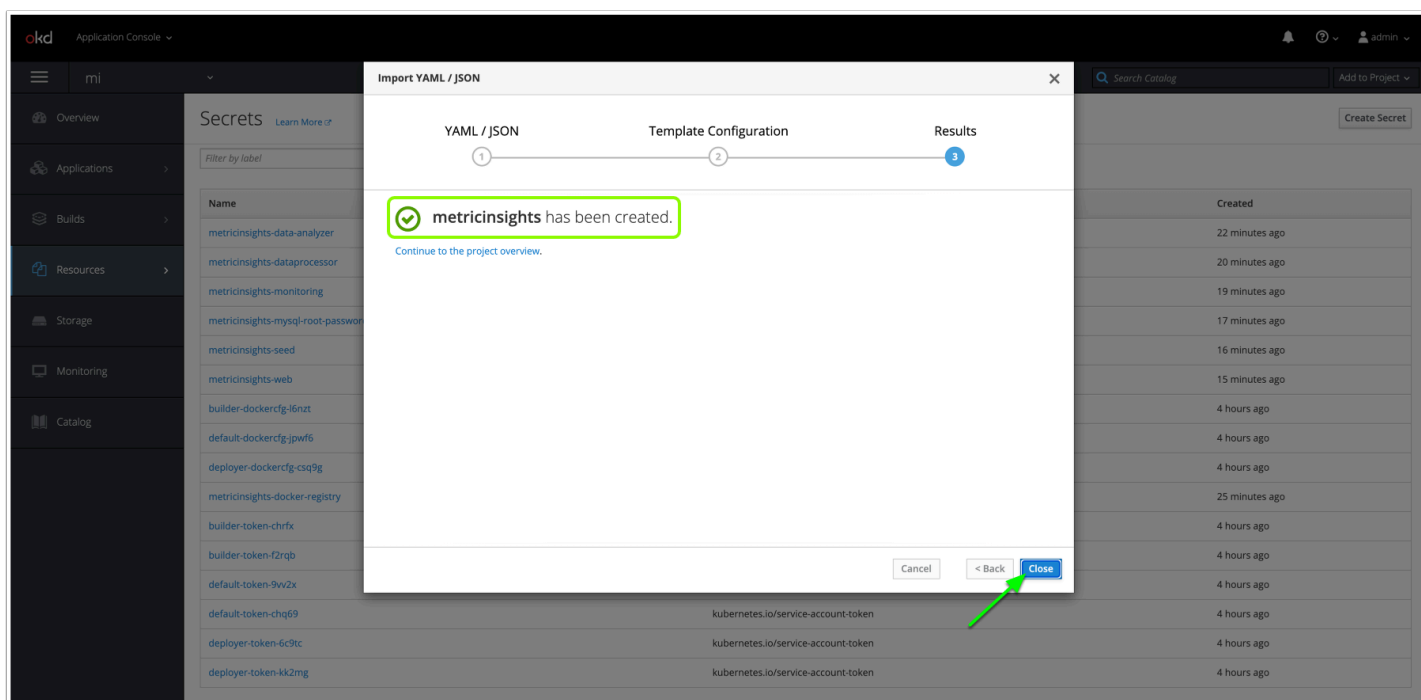 okd Application Console admin
mi Import YAML / JSON Search Catalog Add to Project
Overview
Applications
Builds
Resources
Storage
Monitoring
Catalog
Secrets Learn More Create Secret
Filter by label
YAML / JSON Template Configuration Results
1 2 3
metricinsights has been created.
Continue to the project overview.
Name Created
metricinsights-data-analyzer 22 minutes ago
metricinsights-dataprocessor 20 minutes ago
metricinsights-monitoring 19 minutes ago
metricinsights-mysql-root-passwor 17 minutes ago
metricinsights-seed 16 minutes ago
metricinsights-web 15 minutes ago
builder-dockercfg-l6nzt 4 hours ago
default-dockercfg-jpwf6 4 hours ago
deployer-dockercfg-csq9g 4 hours ago
metricinsights-docker-registry 25 minutes ago
builder-token-chrfx 4 hours ago
builder-token-f2rqb 4 hours ago
default-token-9vv2x 4 hours ago
Cancel < Back Close
default-token-chq69 kubernetes.io/service-account-token 4 hours ago
deployer-token-6c9tc kubernetes.io/service-account-token 4 hours ago
deployer-token-kk2mg kubernetes.io/service-account-token 4 hours ago